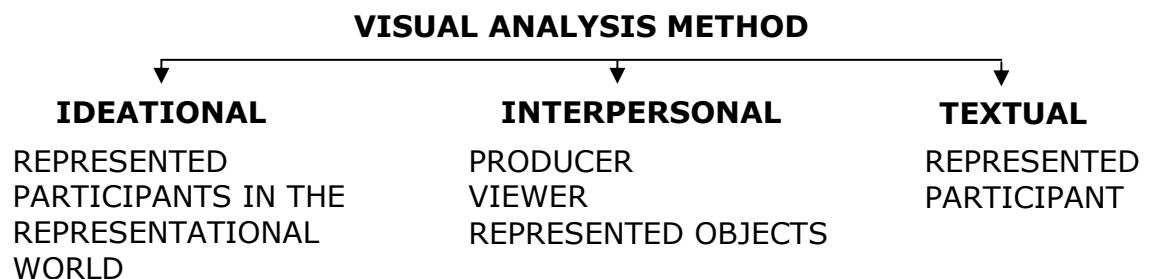 VISUAL ANALYSIS METHOD
IDEATIONAL
REPRESENTED
PARTICIPANTS IN THE
REPRESENTATIONAL
WORLD
INTERPERSONAL
PRODUCER
VIEWER
REPRESENTED OBJECTS
TEXTUAL
REPRESENTED
PARTICIPANT